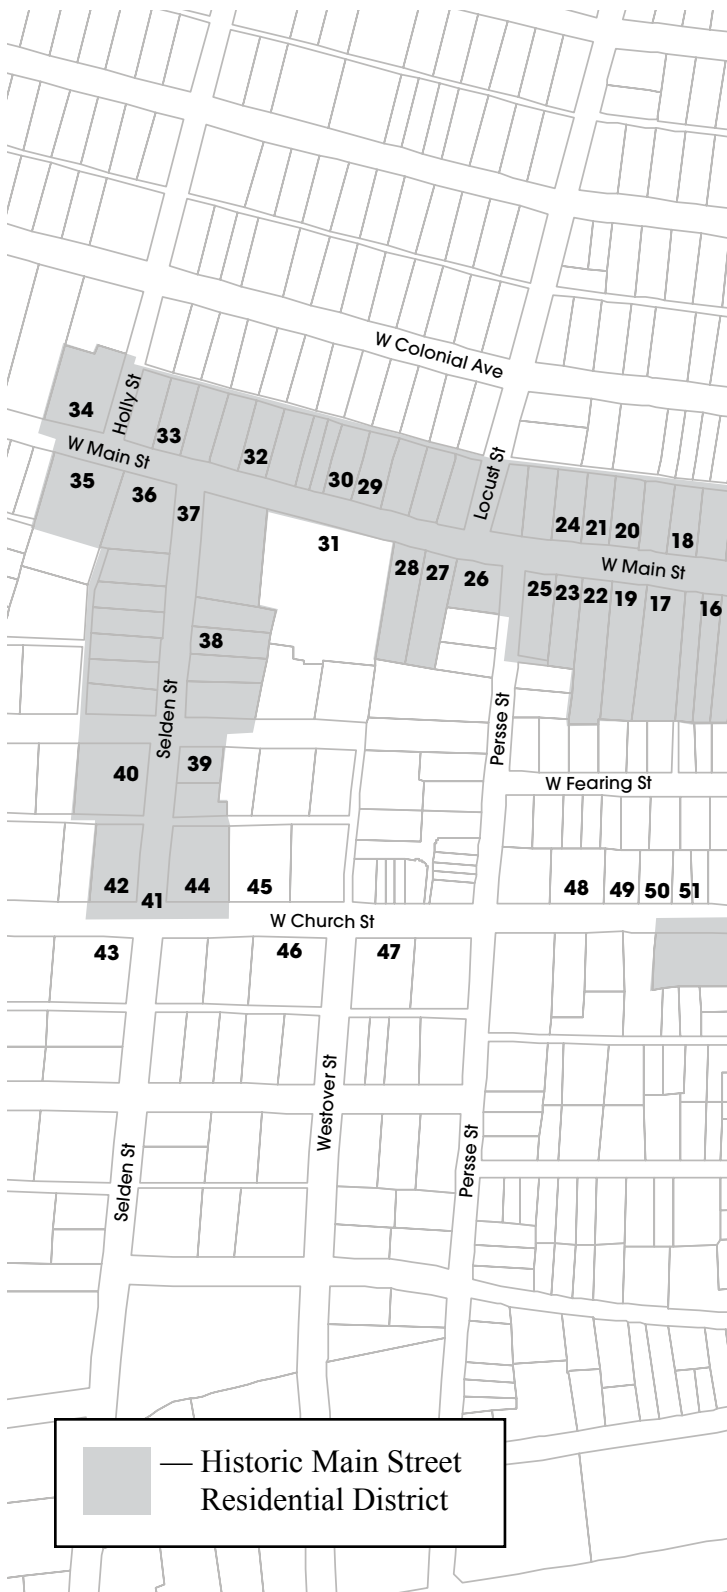 W Colonial Ave
Holly St
34
33
W Main St
32
30
29
Locust St
35
36
37
31
24
21
20
18
W Main St
28
27
26
25
23
22
19
17
16
38
Selden St
Persse St
40
39
W Fearing St
42
41
44
45
48
49
50
51
W Church St
43
46
47
Westover St
Selden St
Persse St
— Historic Main Street
Residential District